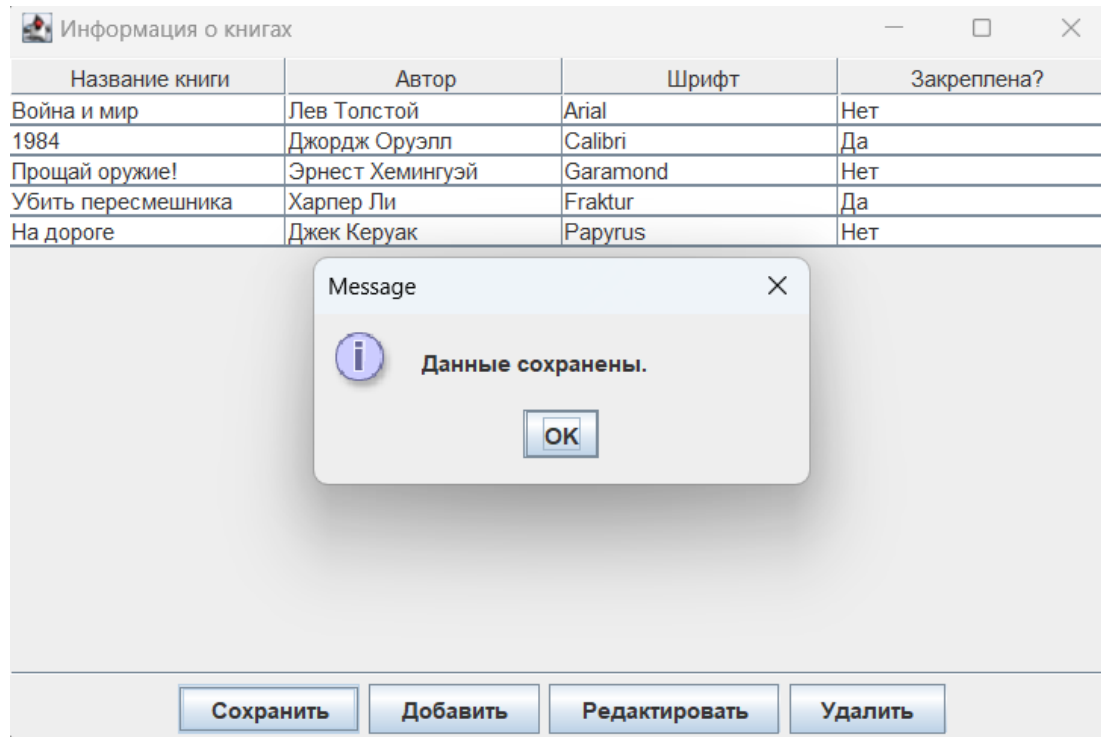 Информация о книгах
Название книги Автор Шрифт Закреплена?
Война и мир Лев Толстой Arial Нет
1984 Джордж Оруэлл Calibri Да
Прощай оружие! Эрнест Хемингуэй Garamond Нет
Убить пересмешника Харпер Ли Fraktur Да
На дороге Джек Керуак Papyrus Нет
Message
Данные сохранены.
OK
Сохранить Добавить Редактировать Удалить